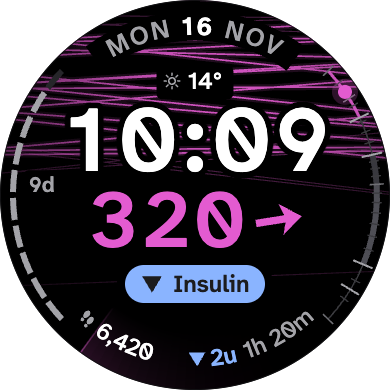 MON 16 NOV
14°
10:09
9d
320→
▼ Insulin
6,420
▼2u 1h 20m